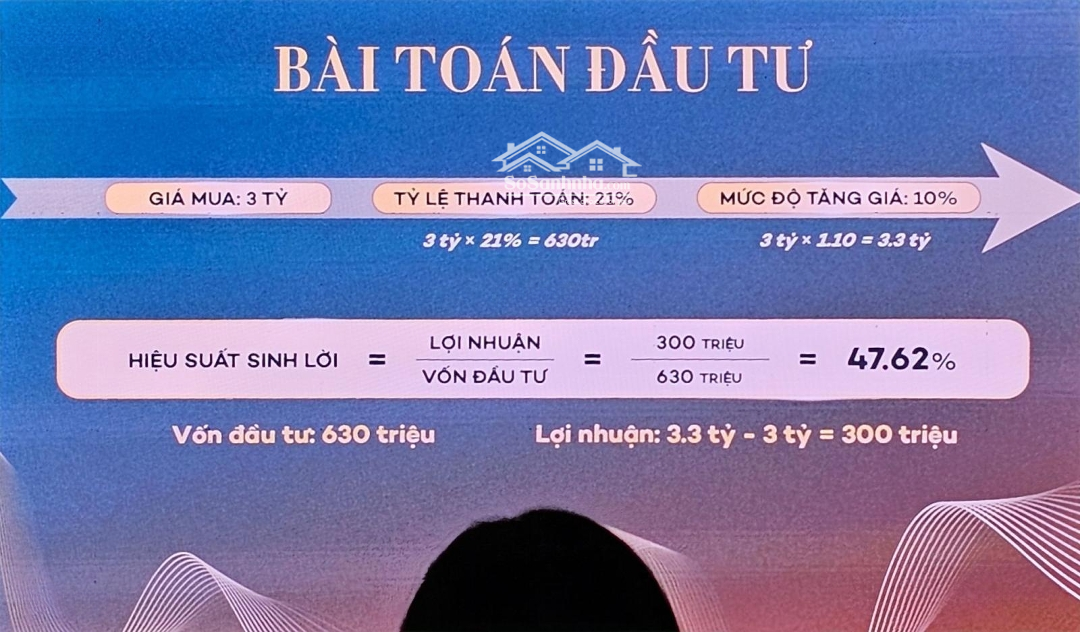 BÀI TOÁN ĐẦU TƯ
GIÁ MUA: 3 TỶ
TỶ LỆ THANH TOÁN: 21%
MỨC ĐỘ TĂNG GIÁ: 10%
SoSanhnha.com
3 tỷ × 21% = 630tr
3 tỷ × 1.10 = 3.3 tỷ
HIỆU SUẤT SINH LỜI = LỢI NHUẬN / VỐN ĐẦU TƯ = 300 TRIỆU / 630 TRIỆU = 47.62%
Vốn đầu tư: 630 triệu
Lợi nhuận: 3.3 tỷ - 3 tỷ = 300 triệu